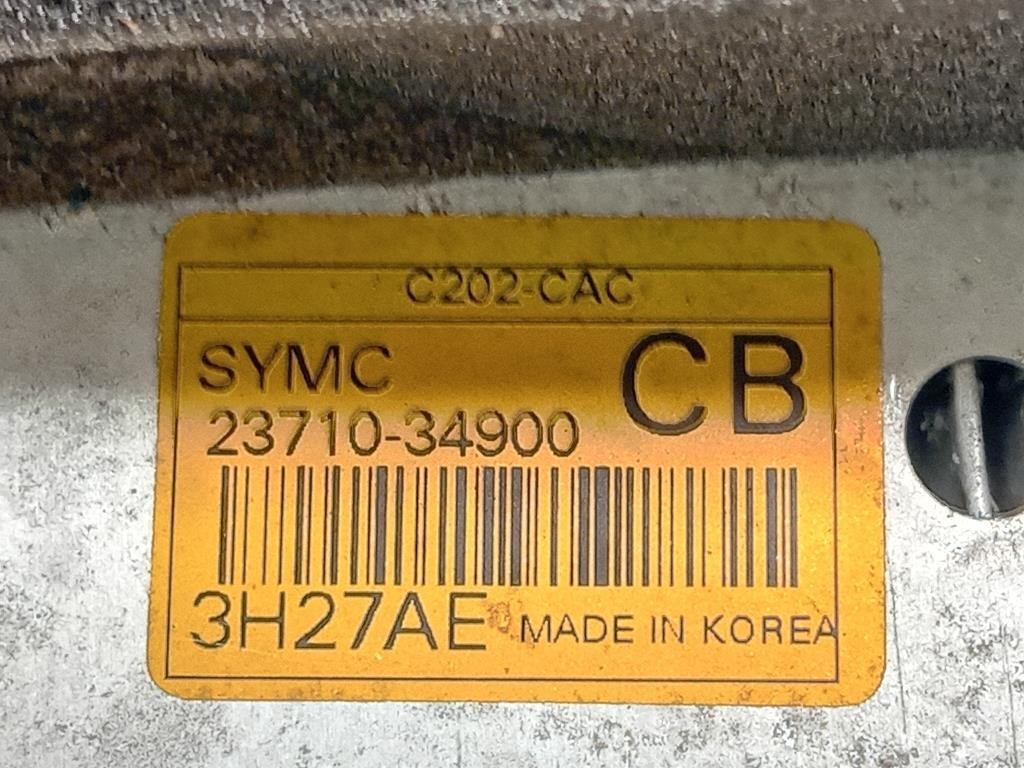 C202-CAC
SYMC CB
23710-34900
3H27AE MADE IN KOREA